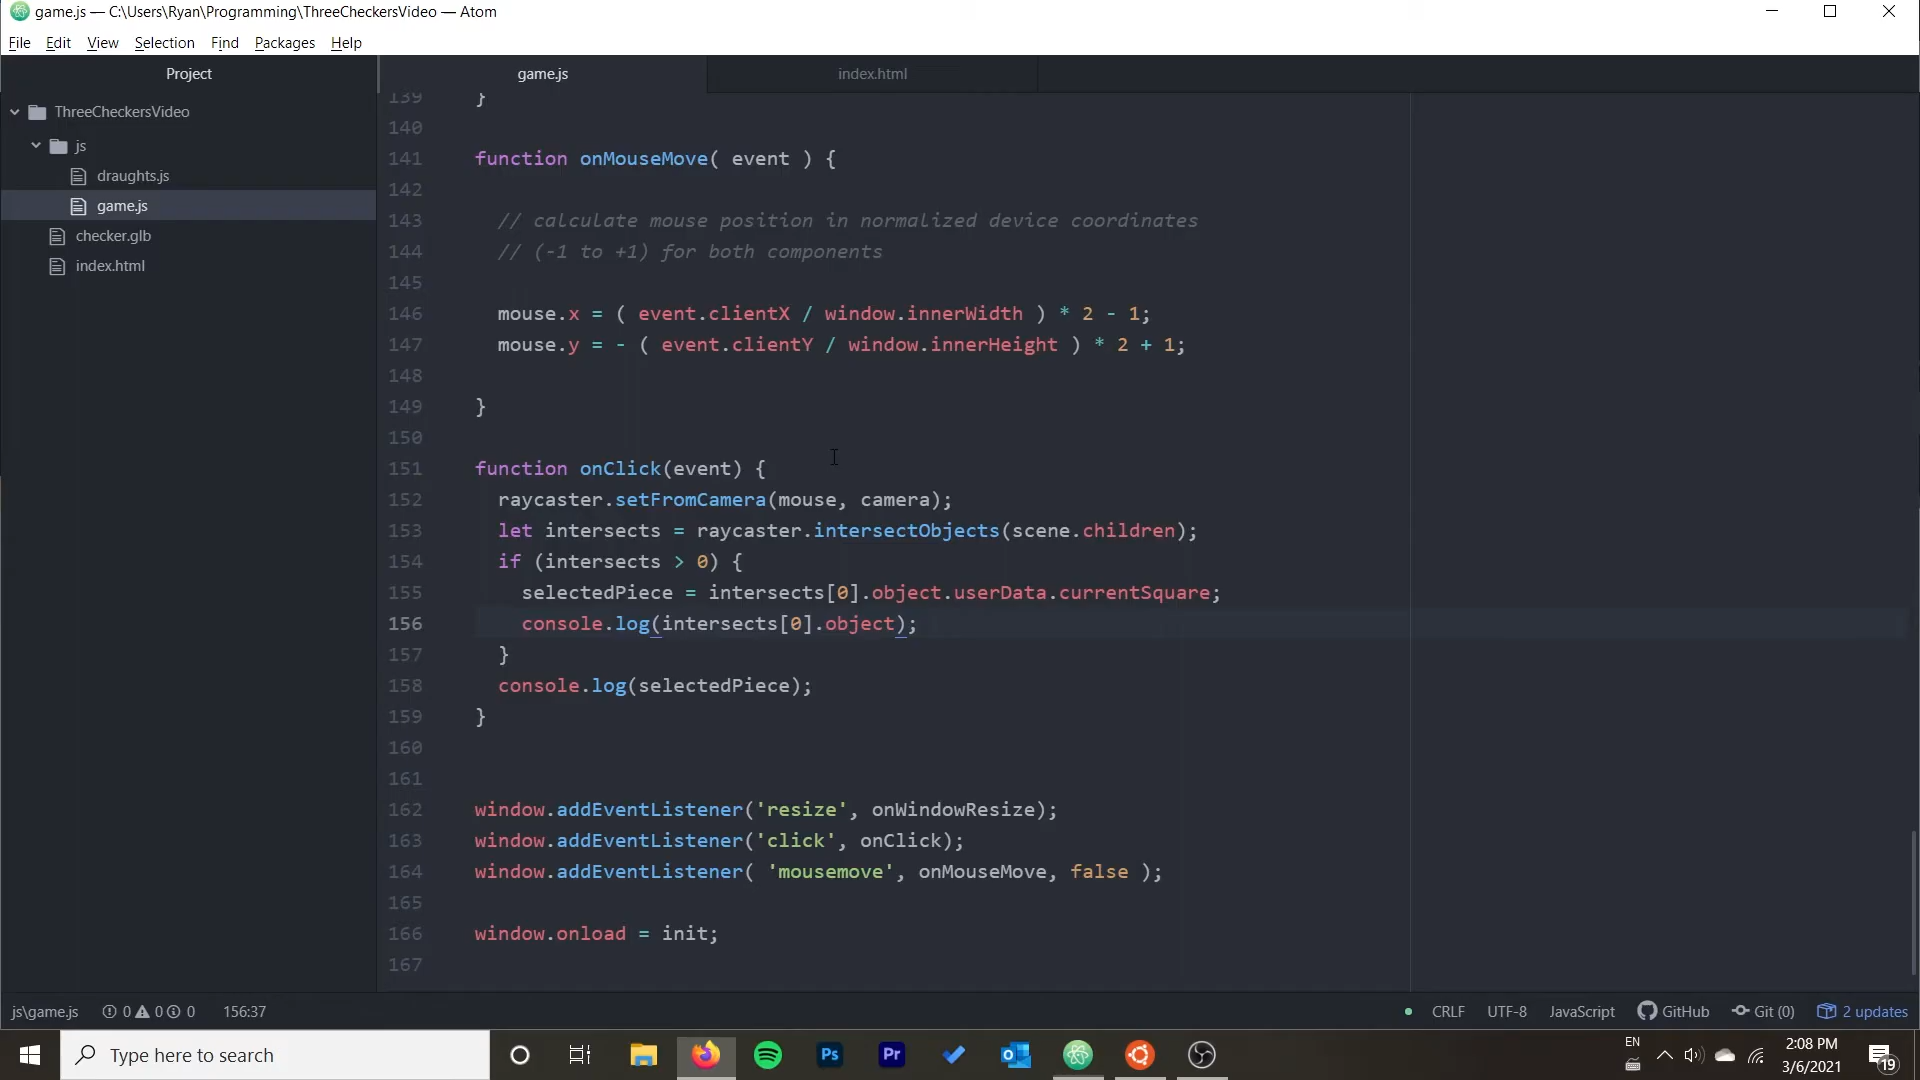 game.js — C:\Users\Ryan\Programming\ThreeCheckersVideo — Atom
File Edit View Selection Find Packages Help
Project
game.js
index.html
ThreeCheckersVideo
js
draughts.js
game.js
checker.glb
index.html
139 }
140
141 function onMouseMove( event ) {
142
143 // calculate mouse position in normalized device coordinates
144 // (-1 to +1) for both components
145
146 mouse.x = ( event.clientX / window.innerWidth ) * 2 - 1;
147 mouse.y = - ( event.clientY / window.innerHeight ) * 2 + 1;
148
149 }
150
151 function onClick(event) {
152 raycaster.setFromCamera(mouse, camera);
153 let intersects = raycaster.intersectObjects(scene.children);
154 if (intersects > 0) {
155 selectedPiece = intersects[0].object.userData.currentSquare;
156 console.log(intersects[0].object);
157 }
158 console.log(selectedPiece);
159 }
160
161
162 window.addEventListener('resize', onWindowResize);
163 window.addEventListener('click', onClick);
164 window.addEventListener( 'mousemove', onMouseMove, false );
165
166 window.onload = init;
167
js\game.js 0 0 0 156:37 CRLF UTF-8 JavaScript GitHub Git (0) 2 updates
Type here to search
Ps
Pr
EN
2:08 PM
3/6/2021
19